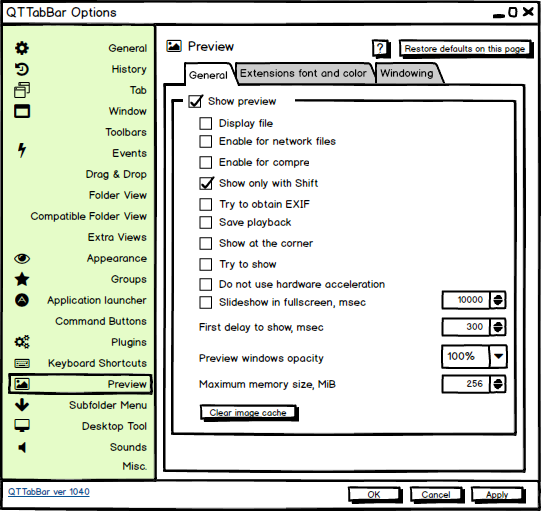 QTTabBar Options
General
History
Tab
Window
Toolbars
Events
Drag & Drop
Folder View
Compatible Folder View
Extra Views
Appearance
Groups
Application launcher
Command Buttons
Plugins
Keyboard Shortcuts
Preview
Subfolder Menu
Desktop Tool
Sounds
Misc.
Preview
?
Restore defaults on this page
General
Extensions font and color
Windowing
Show preview
Display file
Enable for network files
Enable for compre
Show only with Shift
Try to obtain EXIF
Save playback
Show at the corner
Try to show
Do not use hardware acceleration
Slideshow in fullscreen, msec 10000
First delay to show, msec 300
Preview windows opacity 100%
Maximum memory size, MiB 256
Clear image cache
QTTabBar ver 1040
OK
Cancel
Apply